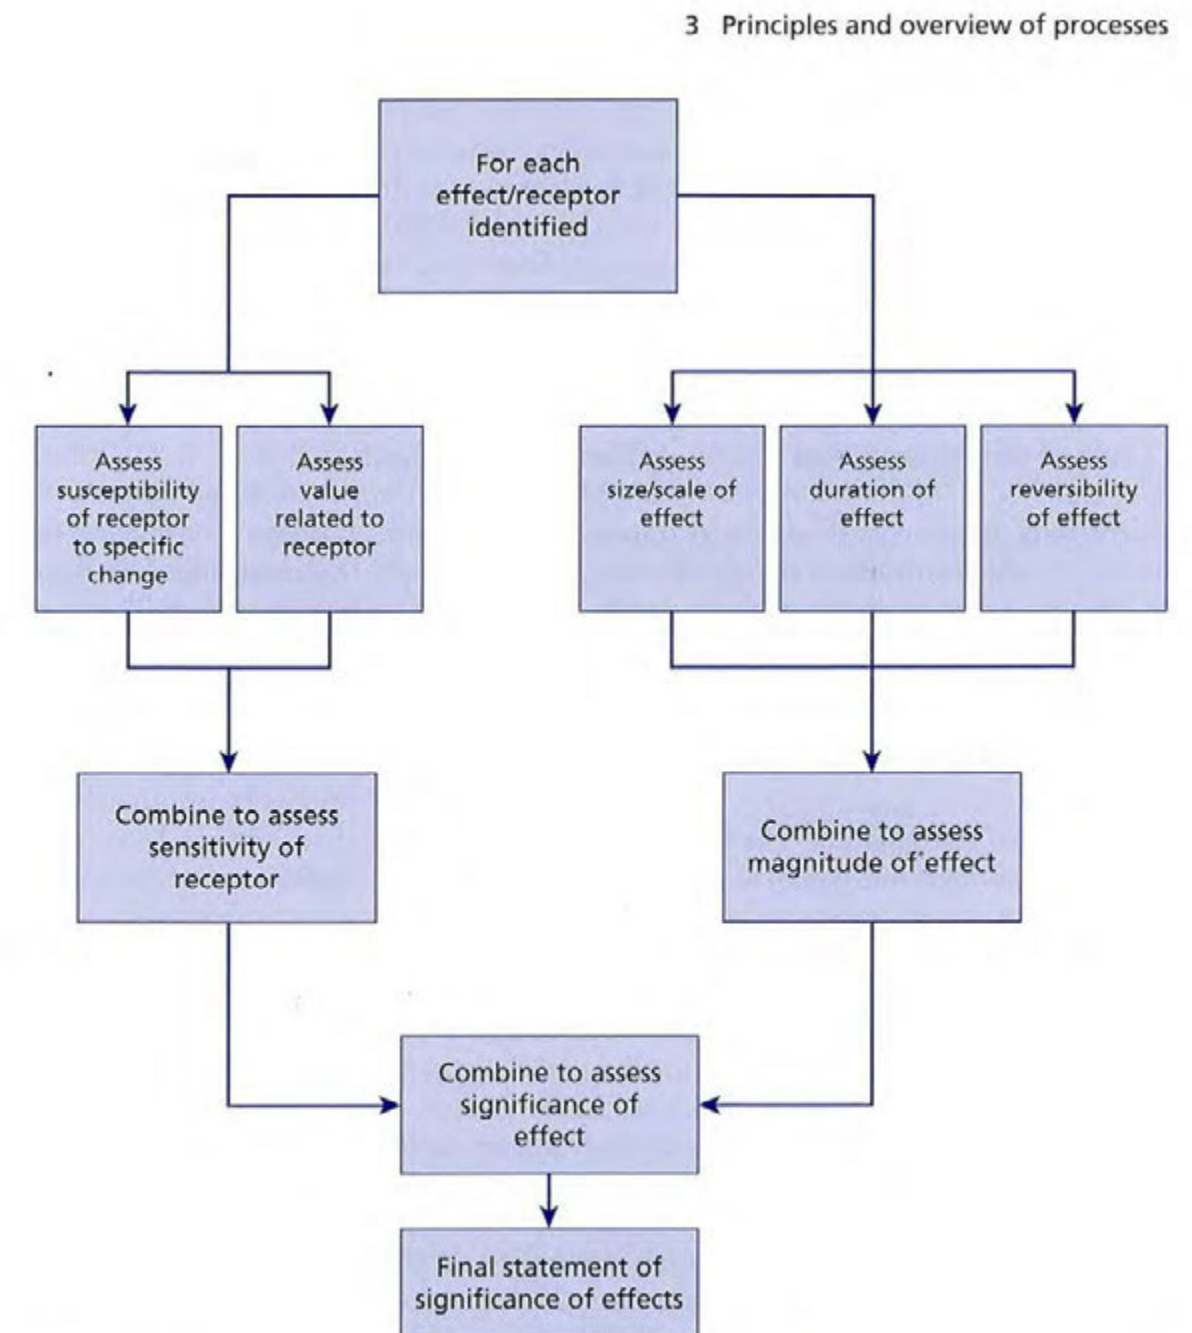 3 Principles and overview of processes
For each
effect/receptor
identified
Assess
susceptibility
of receptor
to specific
change
Assess
value
related to
receptor
Assess
size/scale of
effect
Assess
duration of
effect
Assess
reversibility
of effect
Combine to assess
sensitivity of
receptor
Combine to assess
magnitude of effect
Combine to assess
significance of
effect
Final statement of
significance of effects